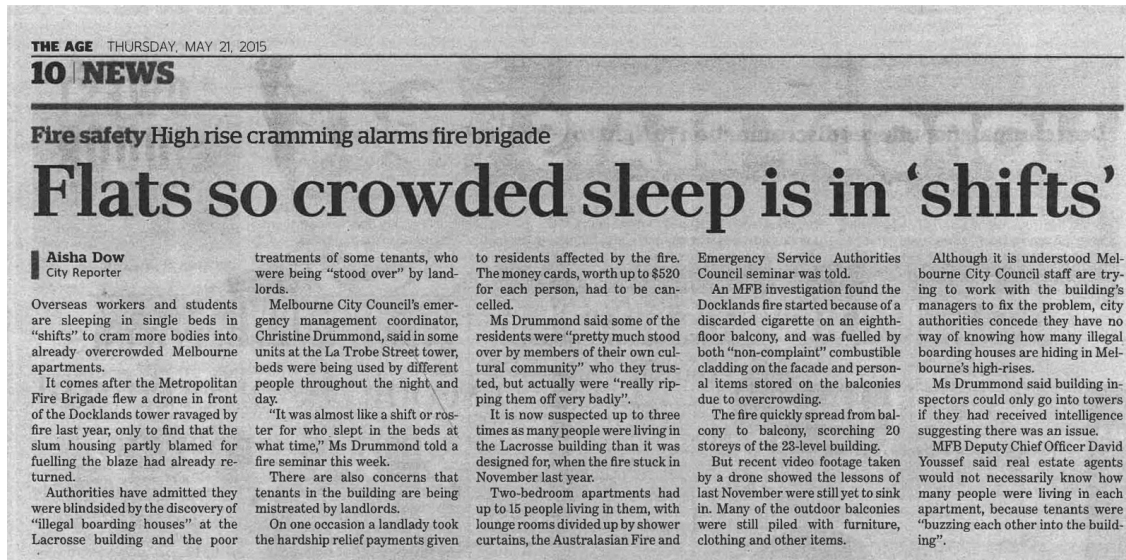 THE AGE THURSDAY, MAY 21, 2015
10 NEWS
Fire safety High rise cramming alarms fire brigade
Flats so crowded sleep is in ‘shifts’
Aisha Dow
City Reporter
Overseas workers and students
are sleeping in single beds in
“shifts” to cram more bodies into
already overcrowded Melbourne
apartments.
It comes after the Metropolitan
Fire Brigade flew a drone in front
of the Docklands tower ravaged by
fire last year, only to find that the
slum housing partly blamed for
fuelling the blaze had already re-
turned.
Authorities have admitted they
were blindsided by the discovery of
“illegal boarding houses” at the
Lacrosse building and the poor
treatments of some tenants, who
were being “stood over” by land-
lords.
Melbourne City Council’s emer-
gency management coordinator,
Christine Drummond, said in some
units at the La Trobe Street tower,
beds were being used by different
people throughout the night and
day.
“It was almost like a shift or ros-
ter for who slept in the beds at
what time,” Ms Drummond told a
fire seminar this week.
There are also concerns that
tenants in the building are being
mistreated by landlords.
On one occasion a landlady took
the hardship relief payments given
to residents affected by the fire.
The money cards, worth up to $520
for each person, had to be can-
celled.
Ms Drummond said some of the
residents were “pretty much stood
over by members of their own cul-
tural community” who they trus-
ted, but actually were “really rip-
ping them off very badly”.
It is now suspected up to three
times as many people were living in
the Lacrosse building than it was
designed for, when the fire stuck in
November last year.
Two-bedroom apartments had
up to 15 people living in them, with
lounge rooms divided up by shower
curtains, the Australasian Fire and
Emergency Service Authorities
Council seminar was told.
An MFB investigation found the
Docklands fire started because of a
discarded cigarette on an eighth-
floor balcony, and was fuelled by
both “non-complaint” combustible
cladding on the facade and person-
al items stored on the balconies
due to overcrowding.
The fire quickly spread from bal-
cony to balcony, scorching 20
storeys of the 23-level building.
But recent video footage taken
by a drone showed the lessons of
last November were still yet to sink
in. Many of the outdoor balconies
were still piled with furniture,
clothing and other items.
Although it is understood Mel-
bourne City Council staff are try-
ing to work with the building’s
managers to fix the problem, city
authorities concede they have no
way of knowing how many illegal
boarding houses are hiding in Mel-
bourne’s high-rises.
Ms Drummond said building in-
spectors could only go into towers
if they had received intelligence
suggesting there was an issue.
MFB Deputy Chief Officer David
Youssef said real estate agents
would not necessarily know how
many people were living in each
apartment, because tenants were
“buzzing each other into the build-
ing”.